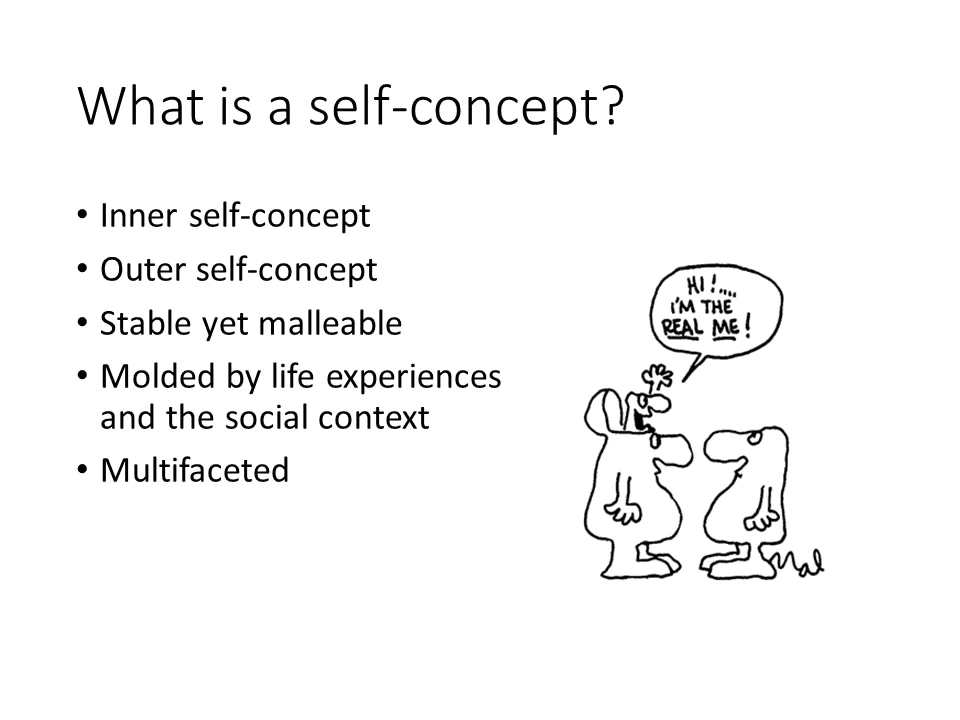 What is a self-concept?
• Inner self-concept
• Outer self-concept
• Stable yet malleable
• Molded by life experiences
and the social context
• Multifaceted
HI!....
I'M THE
REAL ME!
Mal